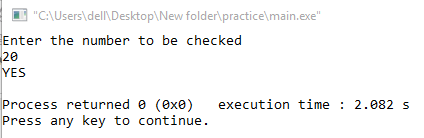 "C:\Users\dell\Desktop\New folder\practice\main.exe"
Enter the number to be checked
20
YES
Process returned 0 (0x0)   execution time : 2.082 s
Press any key to continue.